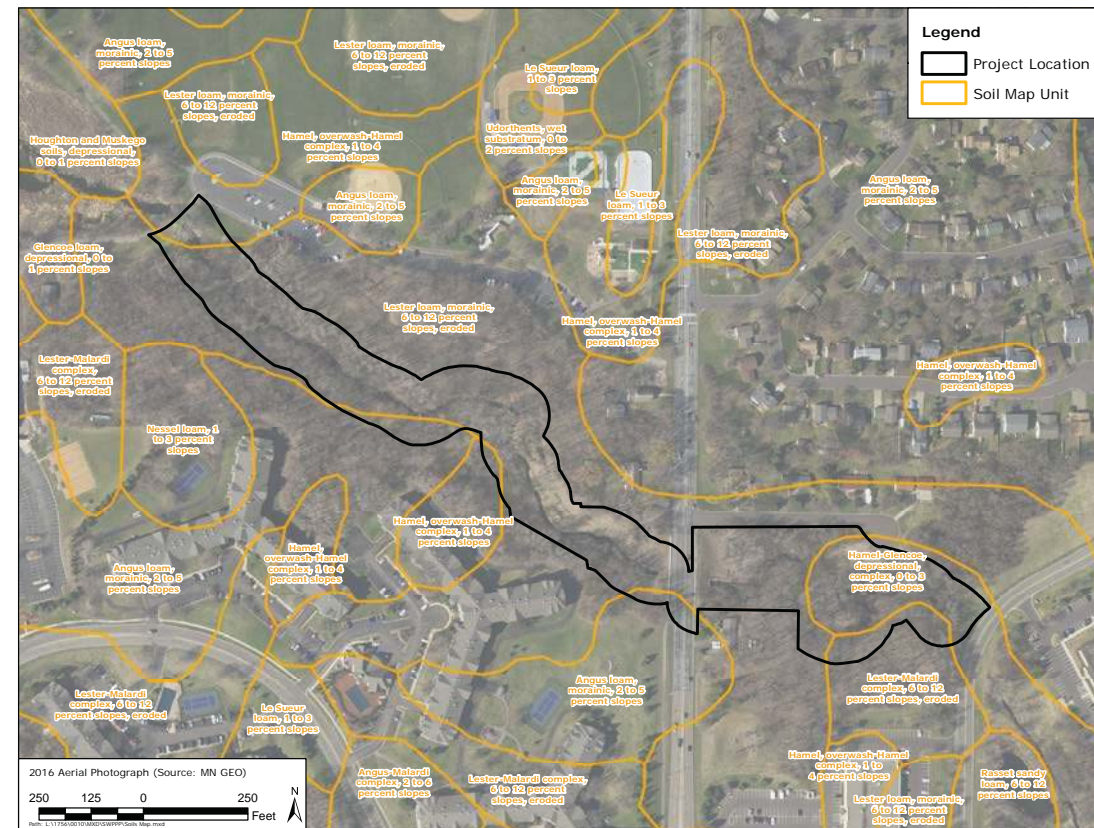 Legend
Project Location
Soil Map Unit
Angus loam,
morainic, 2 to 5
percent slopes
Lester loam, morainic,
6 to 12 percent
slopes, eroded
Le Sueur loam,
1 to 3 percent
slopes
Lester loam, morainic,
6 to 12 percent
slopes, eroded
Houghton and Muskego
soils, depressional,
0 to 1 percent slopes
Hamel, overwash-Hamel
complex, 1 to 4
percent slopes
Udorthents, wet
substratum, 0 to
2 percent slopes
Angus loam,
morainic, 2 to 5
percent slopes
Angus loam,
morainic, 2 to 5
percent slopes
Le Sueur
loam, 1 to 3
percent slopes
Angus loam,
morainic, 2 to 5
percent slopes
Lester loam, morainic,
6 to 12 percent
slopes, eroded
Glencoe loam,
depressional, 0 to
1 percent slopes
Lester loam, morainic,
6 to 12 percent
slopes, eroded
Hamel, overwash-Hamel
complex, 1 to 4
percent slopes
Lester-Malardi
complex,
6 to 12 percent
slopes, eroded
Hamel, overwash-Hamel
complex, 1 to 4
percent slopes
Nessel loam, 1
to 3 percent
slopes
Hamel, overwash-Hamel
complex, 1 to 4
percent slopes
Hamel,
overwash-Hamel
complex, 1 to 4
percent slopes
Angus loam,
morainic, 2 to 5
percent slopes
Hamel-Glencoe,
depressional,
complex, 0 to 3
percent slopes
Angus loam,
morainic, 2 to 5
percent slopes
Lester-Malardi
complex, 6 to 12
percent slopes, eroded
Lester-Malardi
complex, 6 to 12
percent slopes, eroded
Le Sueur
loam, 1 to 3
percent slopes
Angus-Malardi
complex, 2 to 6
percent slopes
Lester-Malardi complex,
6 to 12 percent
slopes, eroded
Hamel, overwash-Hamel
complex, 1 to
4 percent slopes
Lester loam, morainic,
6 to 12 percent
slopes, eroded
Rasset sandy
loam, 6 to 12
percent slopes
2016 Aerial Photograph (Source: MN GEO)
250 125 0 250
Feet
N
Path: L:\1756\0010\MXD\SWPPP\Soils Map.mxd